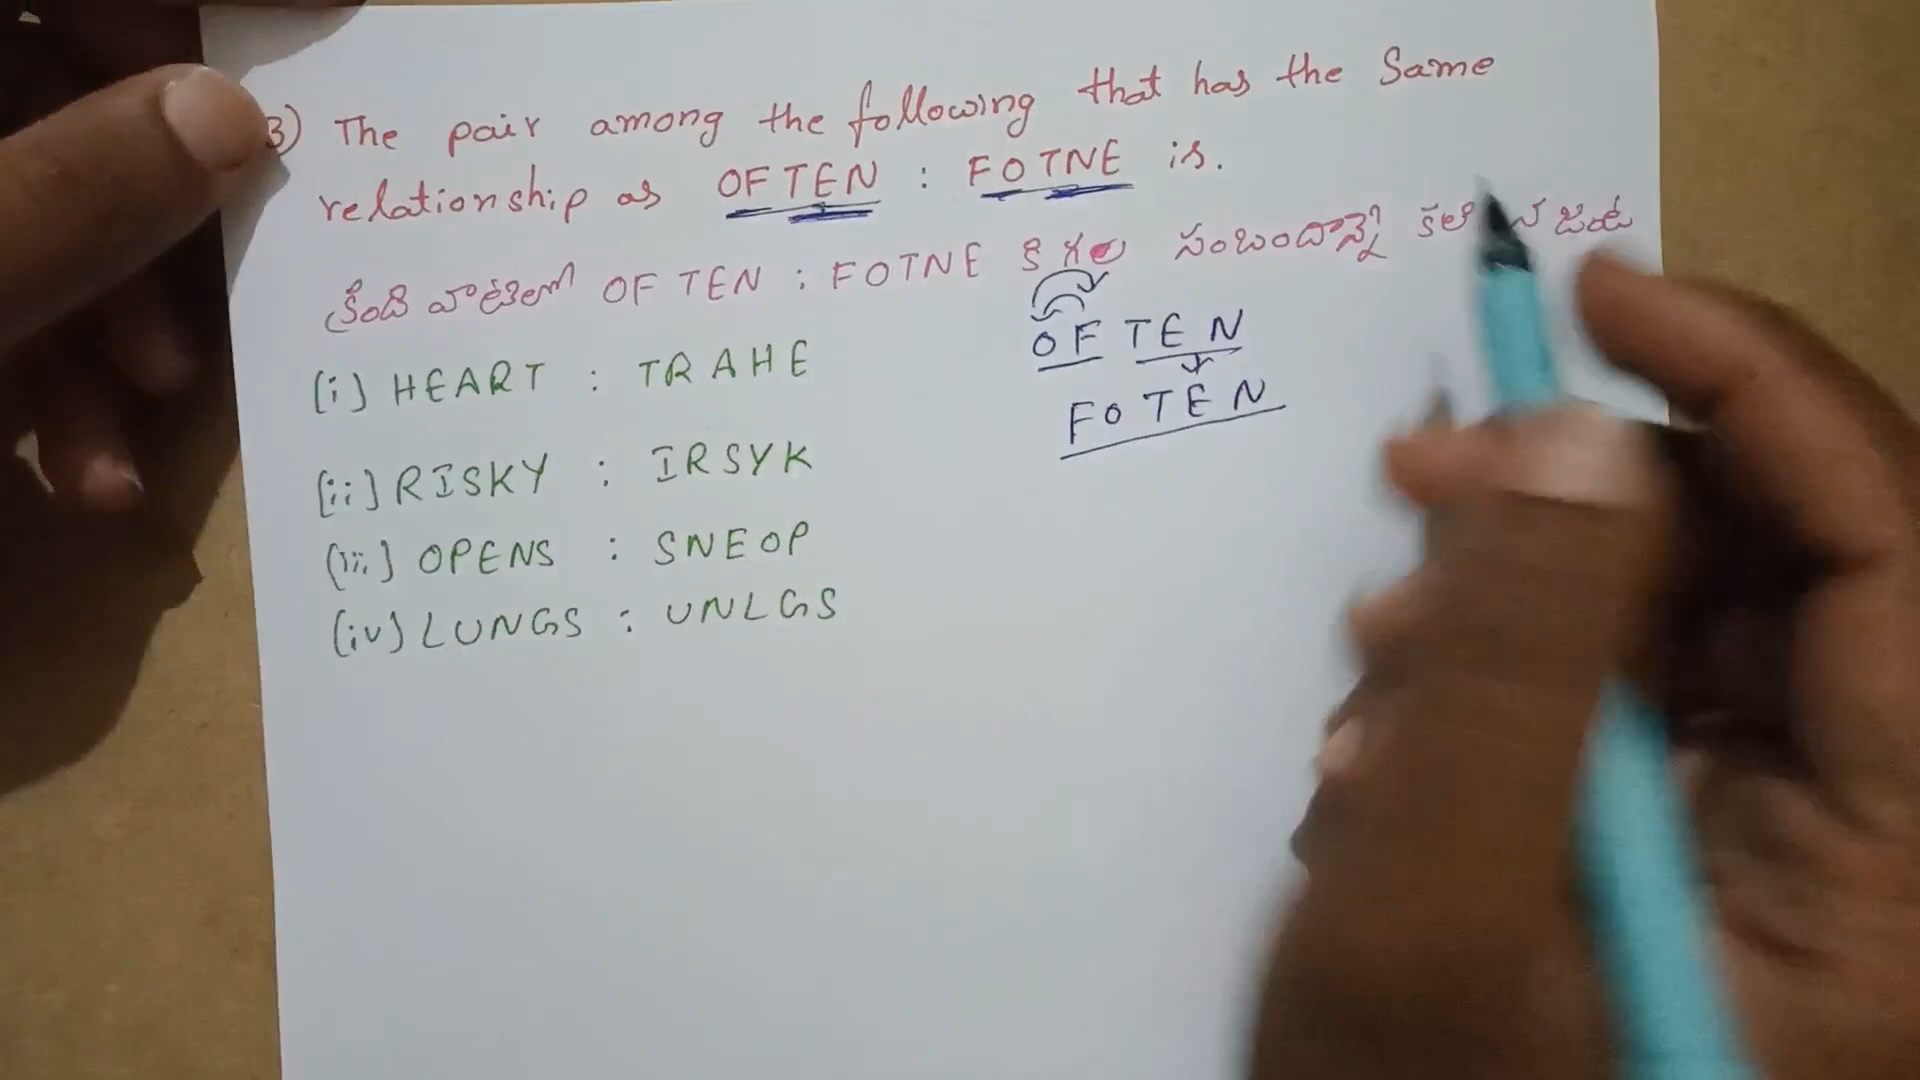 3) The pair among the following that has the Same
relationship as OFTEN : FOTNE is.
క్రింది వాటిలో OFTEN : FOTNE కి గల సంబందాన్ని జంట
OFTEN
FOTEN
(i) HEART : TRAHE
(ii) RISKY : IRSYK
(iii) OPENS : SNEOP
(iv) LUNGS : UNLGS